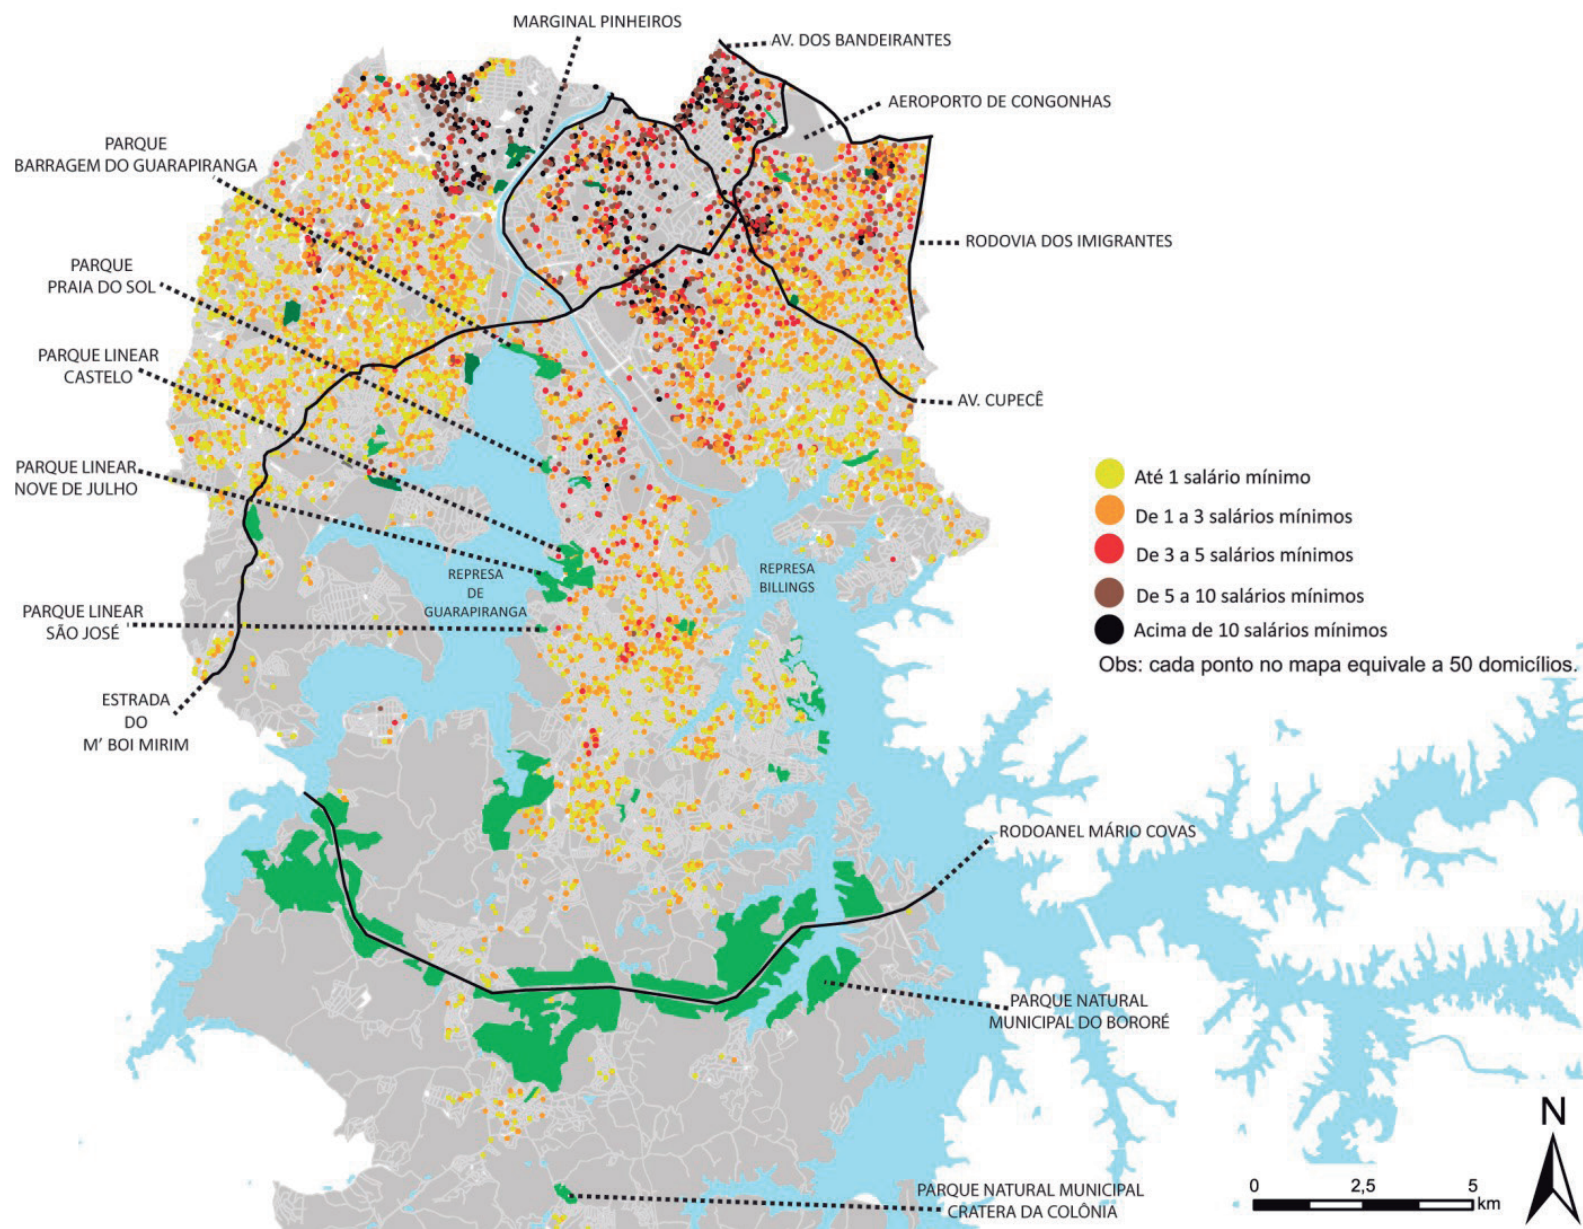 MARGINAL PINHEIROS
AV. DOS BANDEIRANTES
AEROPORTO DE CONGONHAS
PARQUE
BARRAGEM DO GUARAPIRANGA
RODOVIA DOS IMIGRANTES
PARQUE
PRAIA DO SOL
PARQUE LINEAR
CASTELO
AV. CUPECÊ
PARQUE LINEAR
NOVE DE JULHO
Até 1 salário mínimo
De 1 a 3 salários mínimos
De 3 a 5 salários mínimos
De 5 a 10 salários mínimos
Acima de 10 salários mínimos
Obs: cada ponto no mapa equivale a 50 domicílios.
REPRESA
DE
GUARAPIRANGA
REPRESA
BILLINGS
PARQUE LINEAR
SÃO JOSÉ
ESTRADA
DO
M' BOI MIRIM
RODOANEL MÁRIO COVAS
PARQUE NATURAL
MUNICIPAL DO BORORÉ
PARQUE NATURAL MUNICIPAL
CRATERA DA COLÔNIA
0 2,5 5
km
N